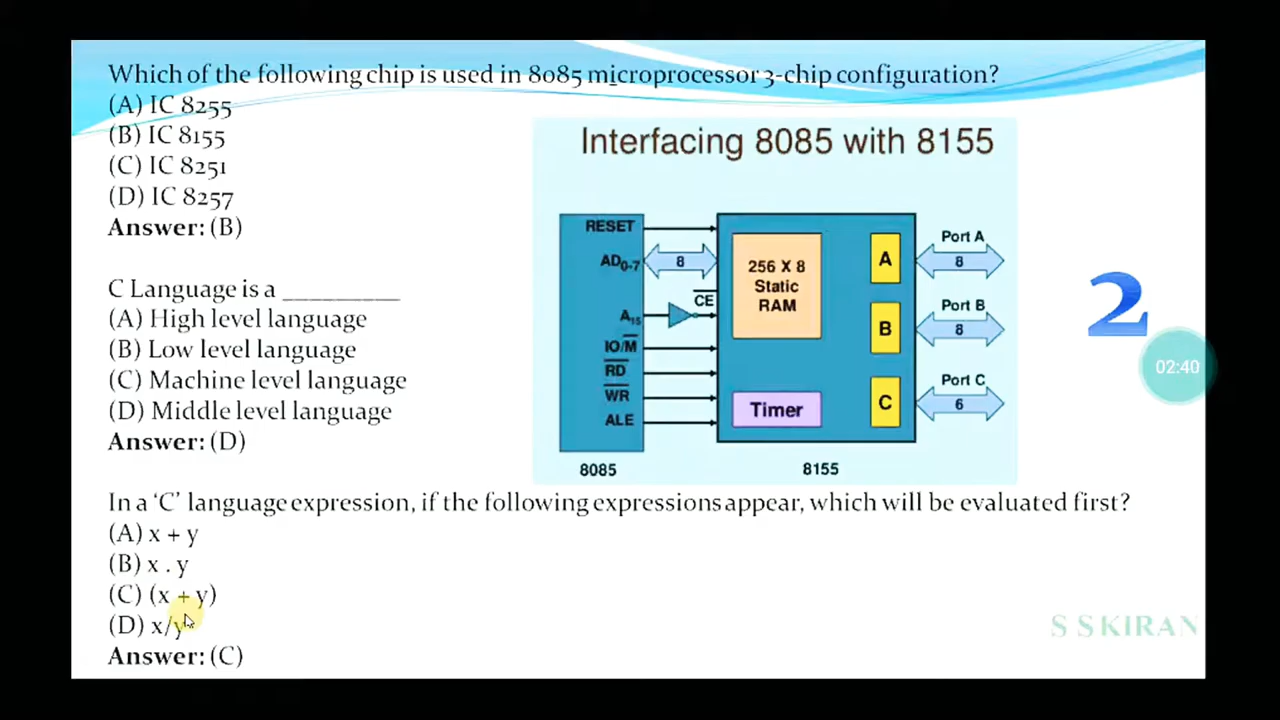 Which of the following chip is used in 8085 microprocessor 3-chip configuration?
(A) IC 8255
(B) IC 8155
(C) IC 8251
(D) IC 8257
Answer: (B)
C Language is a __________
(A) High level language
(B) Low level language
(C) Machine level language
(D) Middle level language
Answer: (D)
In a ‘C’ language expression, if the following expressions appear, which will be evaluated first?
(A) x + y
(B) x . y
(C) (x + y)
(D) x/y
Answer: (C)
Interfacing 8085 with 8155
RESET
AD0-7
8
CE
A15
IO/M
RD
WR
ALE
8085
256 X 8
Static
RAM
Timer
A
B
C
8155
Port A
8
Port B
8
Port C
6
2
02:40
S S KIRAN